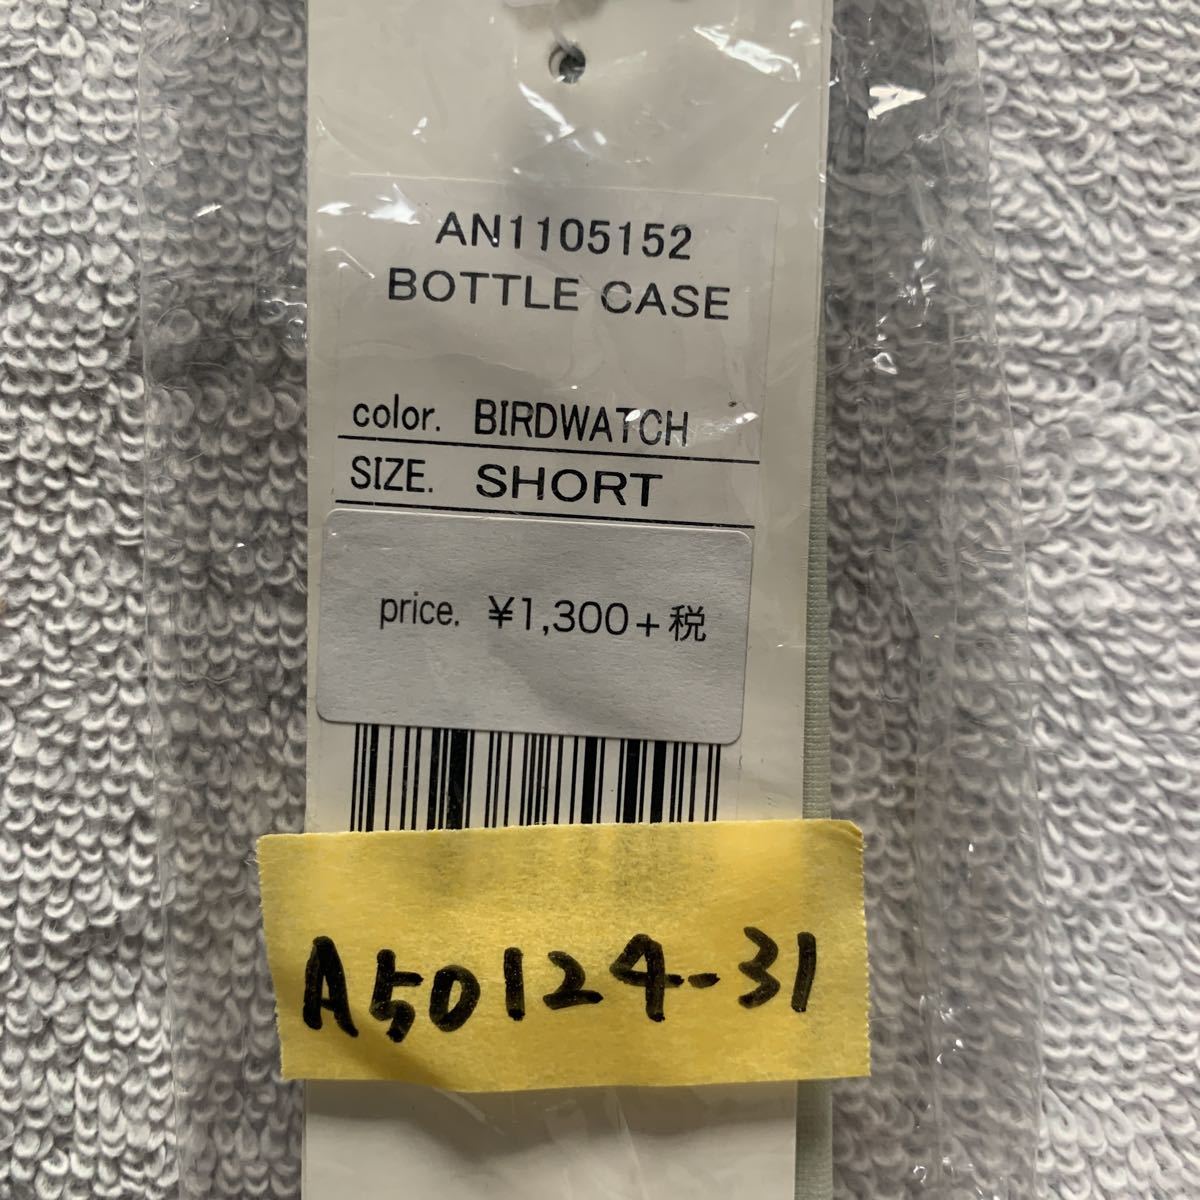 AN1105152
BOTTLE CASE
color. BIRDWATCH
SIZE. SHORT
price. ¥1,300+税
A50124-31